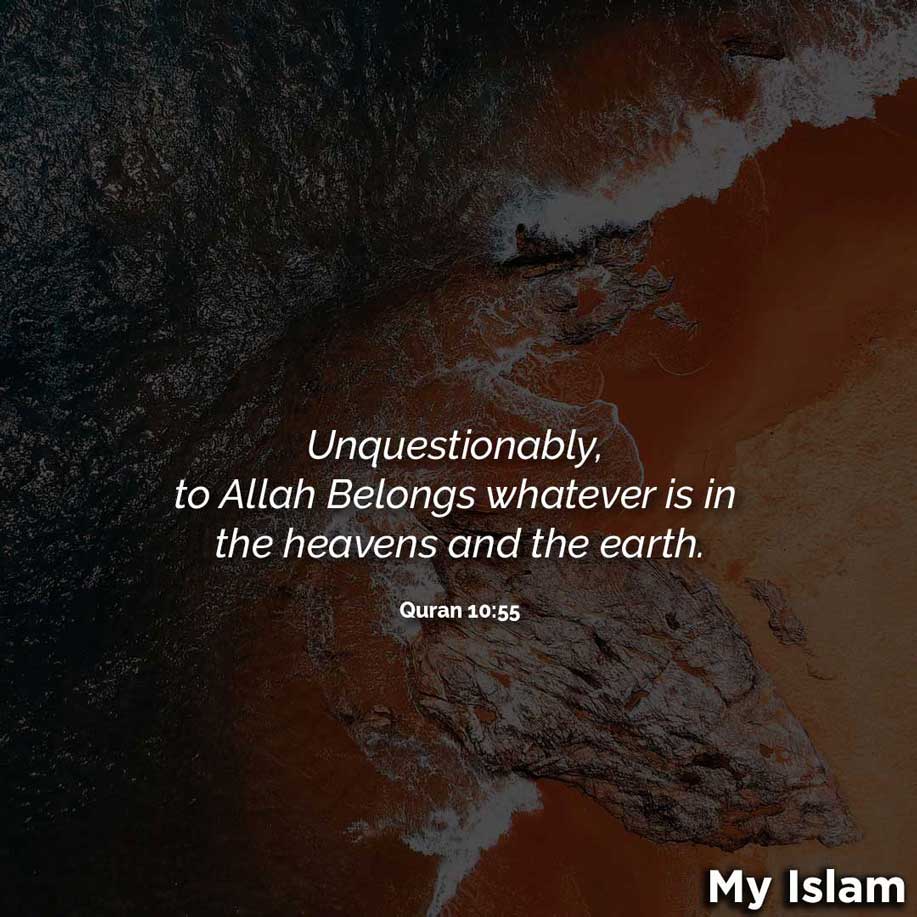 Unquestionably,
to Allah Belongs whatever is in
the heavens and the earth.
Quran 10:55
My Islam